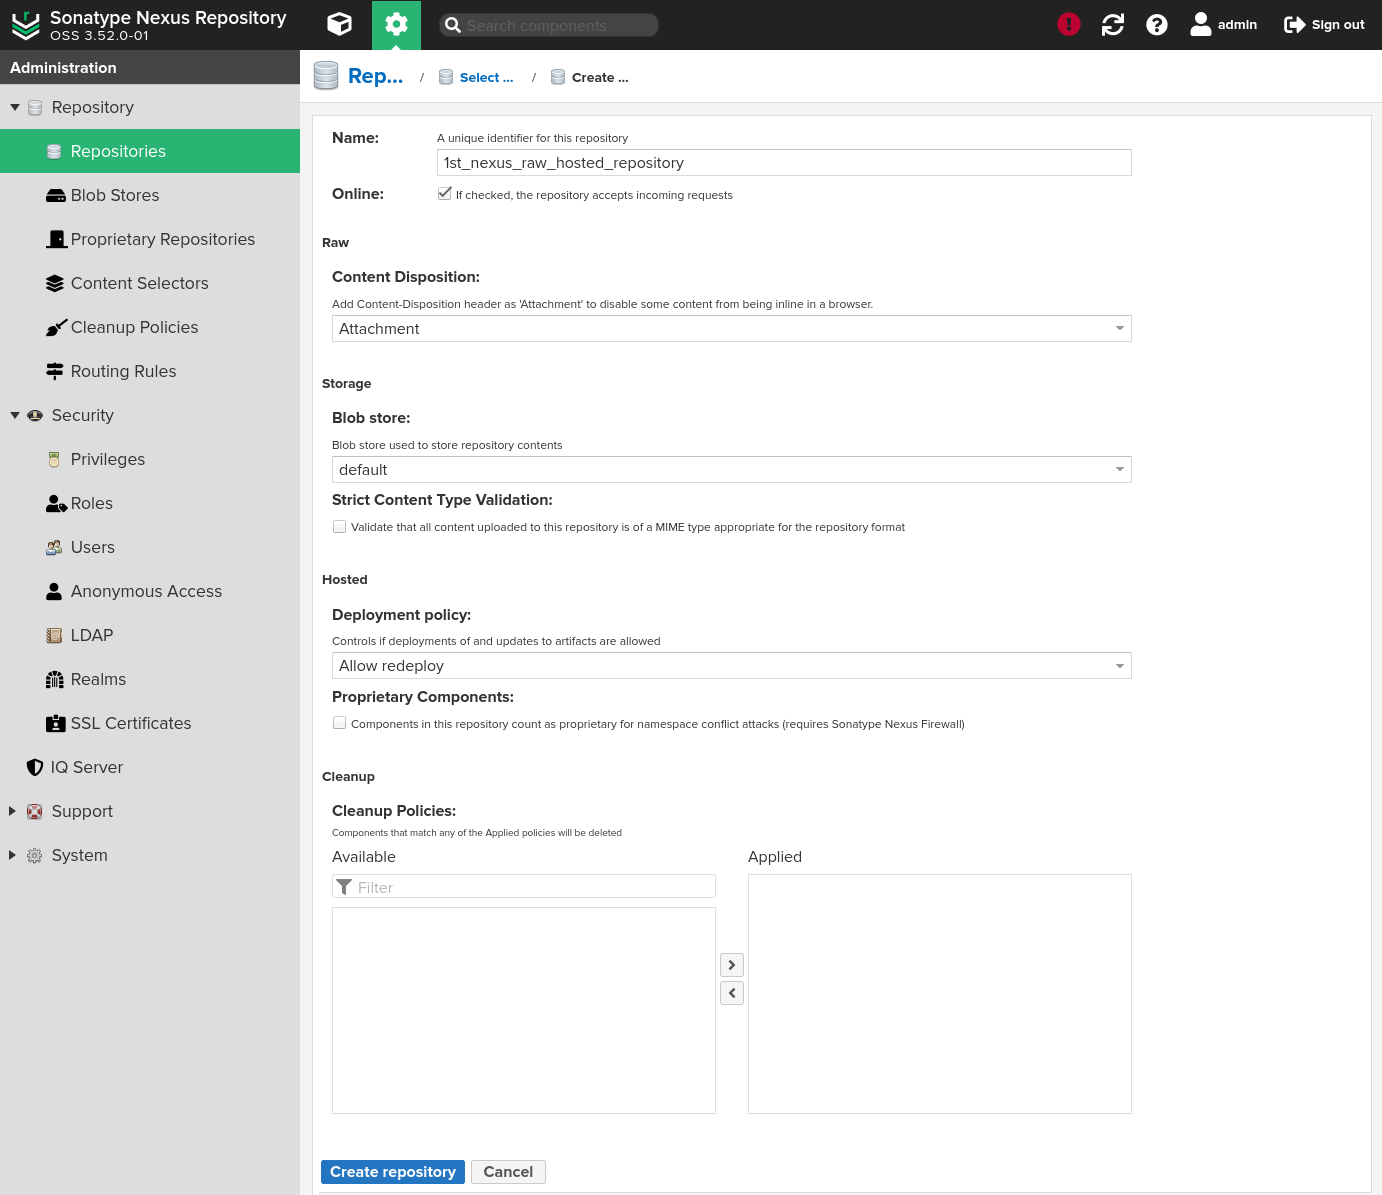 Sonatype Nexus Repository
OSS 3.52.0-01
Search components
admin
Sign out
Administration
Repository
Repositories
Blob Stores
Proprietary Repositories
Content Selectors
Cleanup Policies
Routing Rules
Security
Privileges
Roles
Users
Anonymous Access
LDAP
Realms
SSL Certificates
IQ Server
Support
System
Rep... / Select ... / Create ...
Name:
A unique identifier for this repository
1st_nexus_raw_hosted_repository
Online:
If checked, the repository accepts incoming requests
Raw
Content Disposition:
Add Content-Disposition header as 'Attachment' to disable some content from being inline in a browser.
Attachment
Storage
Blob store:
Blob store used to store repository contents
default
Strict Content Type Validation:
Validate that all content uploaded to this repository is of a MIME type appropriate for the repository format
Hosted
Deployment policy:
Controls if deployments of and updates to artifacts are allowed
Allow redeploy
Proprietary Components:
Components in this repository count as proprietary for namespace conflict attacks (requires Sonatype Nexus Firewall)
Cleanup
Cleanup Policies:
Components that match any of the Applied policies will be deleted
Available
Filter
Applied
Create repository
Cancel